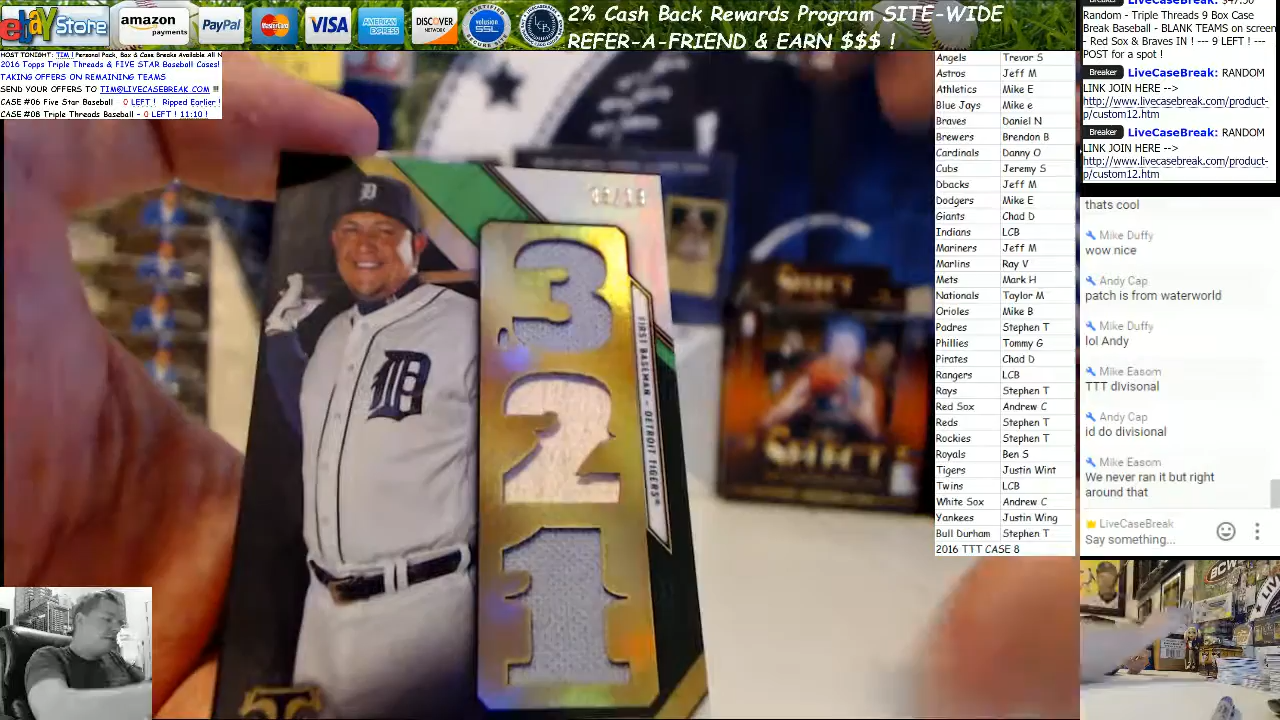 ebay Store
amazon payments
PayPal
MasterCard
VISA
AMERICAN EXPRESS
DISCOVER NETWORK
volusion SSL
LCB
2% Cash Back Rewards Program SITE-WIDE
REFER-A-FRIEND & EARN $$$ !
2016 Topps Triple Threads & FIVE STAR Baseball Cases!
TAKING OFFERS ON REMAINING TEAMS
SEND YOUR OFFERS TO TIM@LIVECASEBREAK.COM !!!
CASE #06 Five Star Baseball 0 LEFT ! Ripped Earlier !
CASE #08 Triple Threads Baseball - 0 LEFT ! 11:10 !
D
D
3
.2
1
FIRST BASEMAN - DETROIT TIGERS
SELECT
SELECT
Angels Trevor S
Astros Jeff M
Athletics Mike E
Blue Jays Mike e
Braves Daniel N
Brewers Brendon B
Cardinals Danny O
Cubs Jeremy S
Dbacks Jeff M
Dodgers Mike E
Giants Chad D
Indians LCB
Mariners Jeff M
Marlins Ray V
Mets Mark H
Nationals Taylor M
Orioles Mike B
Padres Stephen T
Phillies Tommy G
Pirates Chad D
Rangers LCB
Rays Stephen T
Red Sox Andrew C
Reds Stephen T
Rockies Stephen T
Royals Ben S
Tigers Justin Wint
Twins LCB
White Sox Andrew C
Yankees Justin Wing
Bull Durham Stephen T
2016 TTT CASE 8
Random - Triple Threads 9 Box Case
Break Baseball - BLANK TEAMS on screen
- Red Sox & Braves IN ! --- 9 LEFT ! ---
POST for a spot !
Breaker LiveCaseBreak: RANDOM
LINK JOIN HERE -->
http://www.livecasebreak.com/product-
p/custom12.htm
Breaker LiveCaseBreak: RANDOM
LINK JOIN HERE -->
http://www.livecasebreak.com/product-
p/custom12.htm
thats cool
Mike Duffy
wow nice
Andy Cap
patch is from waterworld
Mike Duffy
lol Andy
Mike Easom
TTT divisonal
Andy Cap
id do divisional
Mike Easom
We never ran it but right
around that
LiveCaseBreak
Say something...
BCW